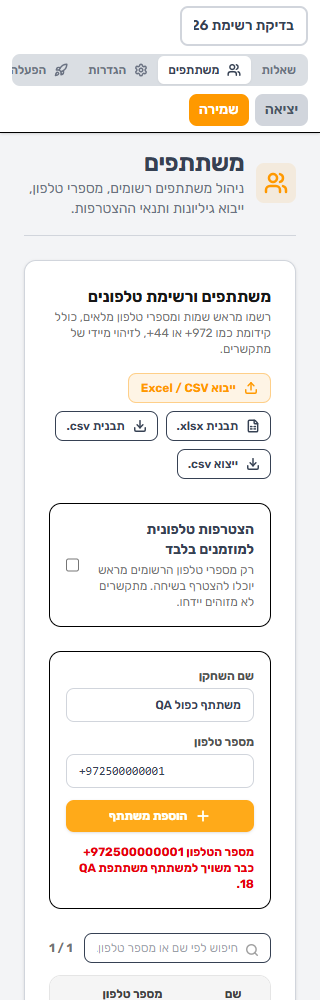 בדיקת רשימת 26
שאלות
משתתפים
הגדרות
הפעלה
יציאה
שמירה
משתתפים
ניהול משתתפים רשומים, מספרי טלפון,
ייבוא גיליונות ותנאי ההצטרפות.
משתתפים ורשימת טלפונים
רשמו מראש שמות ומספרי טלפון מלאים, כולל
קידומת כמו 972+ או 44+, לזיהוי מיידי של
מתקשרים.
ייבוא Excel / CSV
תבנית xlsx.
תבנית csv.
ייצוא csv.
הצטרפות טלפונית
למוזמנים בלבד
רק מספרי טלפון הרשומים מראש
יוכלו להצטרף בשיחה. מתקשרים
לא מזוהים יידחו.
שם השחקן
משתתף כפול QA
מספר טלפון
+972500000001
הוספת משתתף
מספר הטלפון 972500000001+
כבר משויך למשתתף משתתפת QA
18.
חיפוש לפי שם או מספר טלפון
1 / 1
שם
מספר טלפון